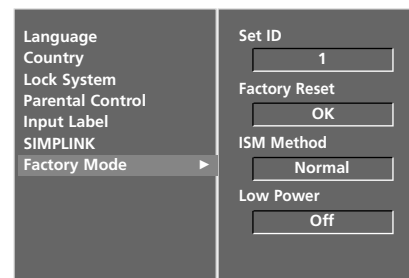 Language
Country
Lock System
Parental Control
Input Label
SIMPLINK
Factory Mode ►
Set ID
1
Factory Reset
OK
ISM Method
Normal
Low Power
Off